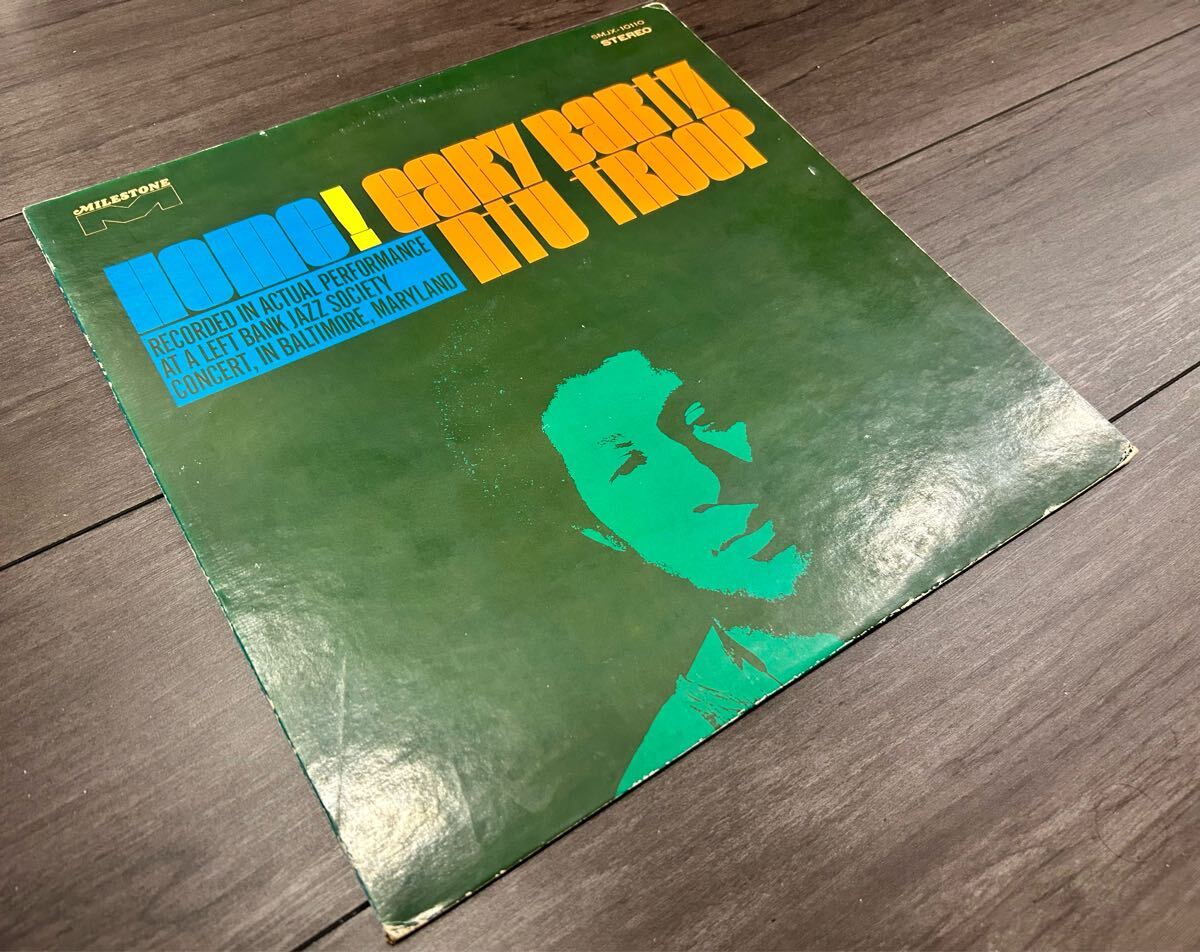 SMJX-10110
STEREO
MILESTONE
HOME! GARY BARTZ
NTU TROOP
RECORDED IN ACTUAL PERFORMANCE
AT A LEFT BANK JAZZ SOCIETY
CONCERT, IN BALTIMORE, MARYLAND